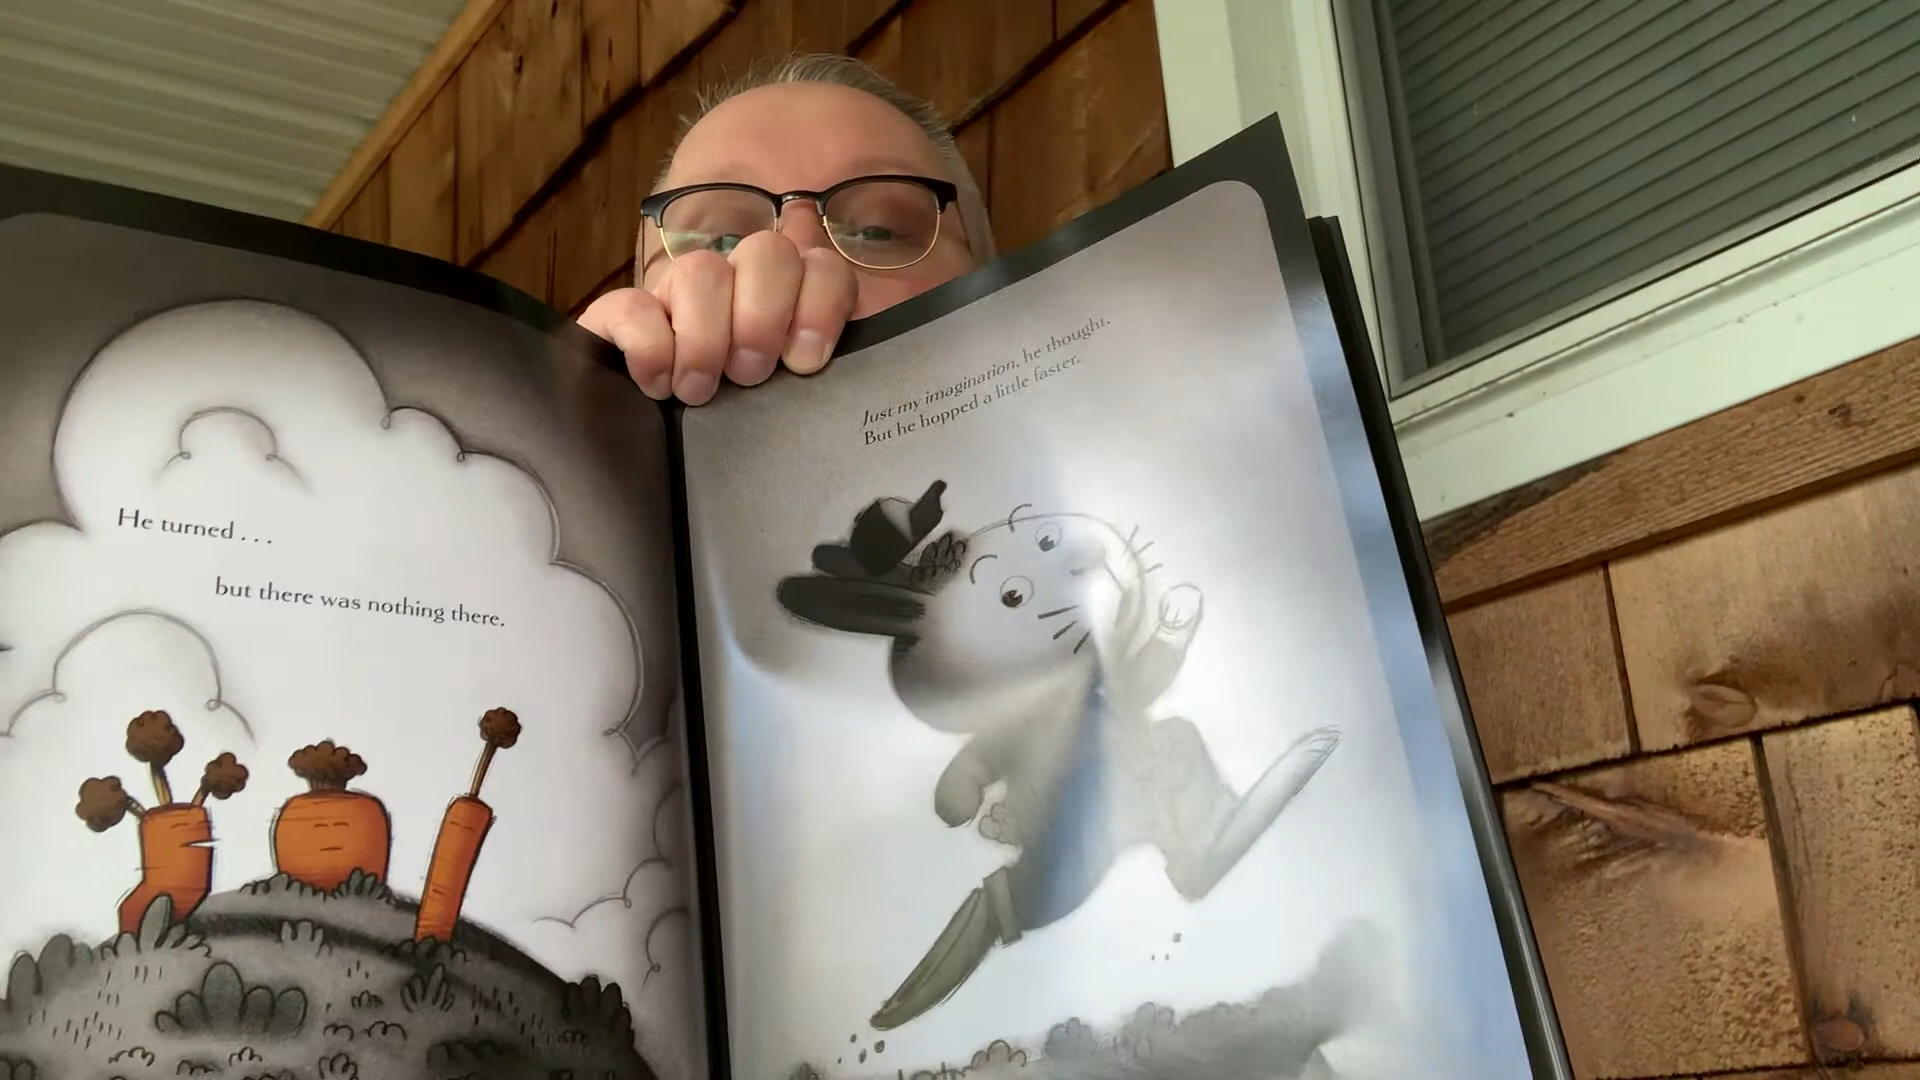 He turned . . .
but there was nothing there.
Just my imagination, he thought.
But he hopped a little faster.